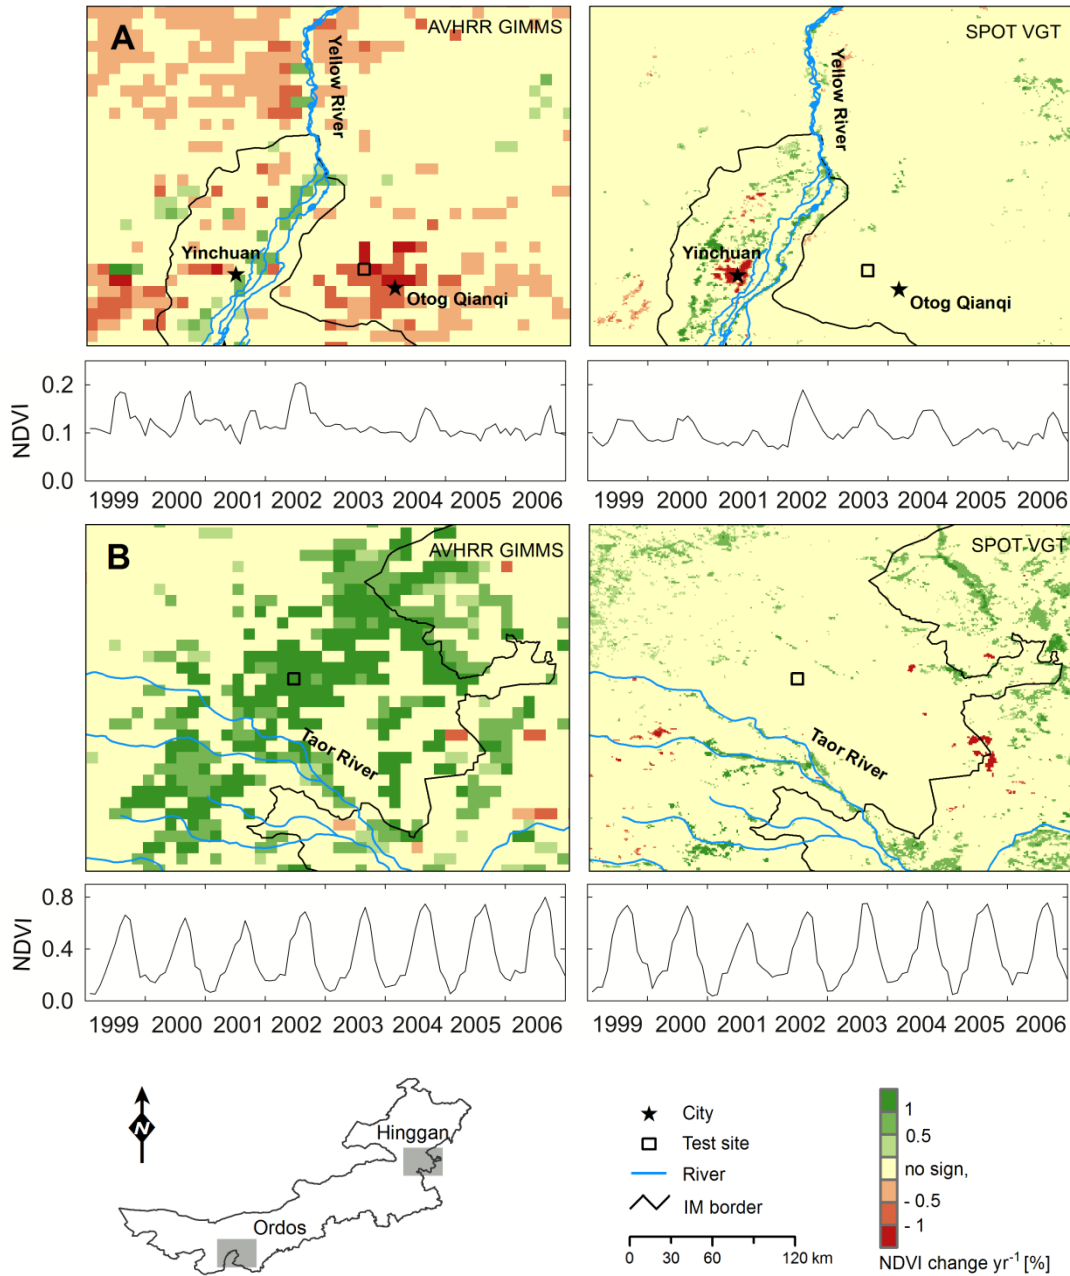 A
AVHRR GIMMS
Yellow River
Yinchuan
Otog Qianqi
SPOT VGT
Yellow River
Yinchuan
Otog Qianqi
NDVI
0.2
0.1
0.0
1999 2000 2001 2002 2003 2004 2005 2006
1999 2000 2001 2002 2003 2004 2005 2006
B
AVHRR GIMMS
Taor River
SPOT VGT
Taor River
NDVI
0.8
0.4
0.0
1999 2000 2001 2002 2003 2004 2005 2006
1999 2000 2001 2002 2003 2004 2005 2006
N
Hinggan
Ordos
City
Test site
River
IM border
0 30 60 120 km
1
0.5
no sign,
- 0.5
- 1
NDVI change yr⁻¹ [%]